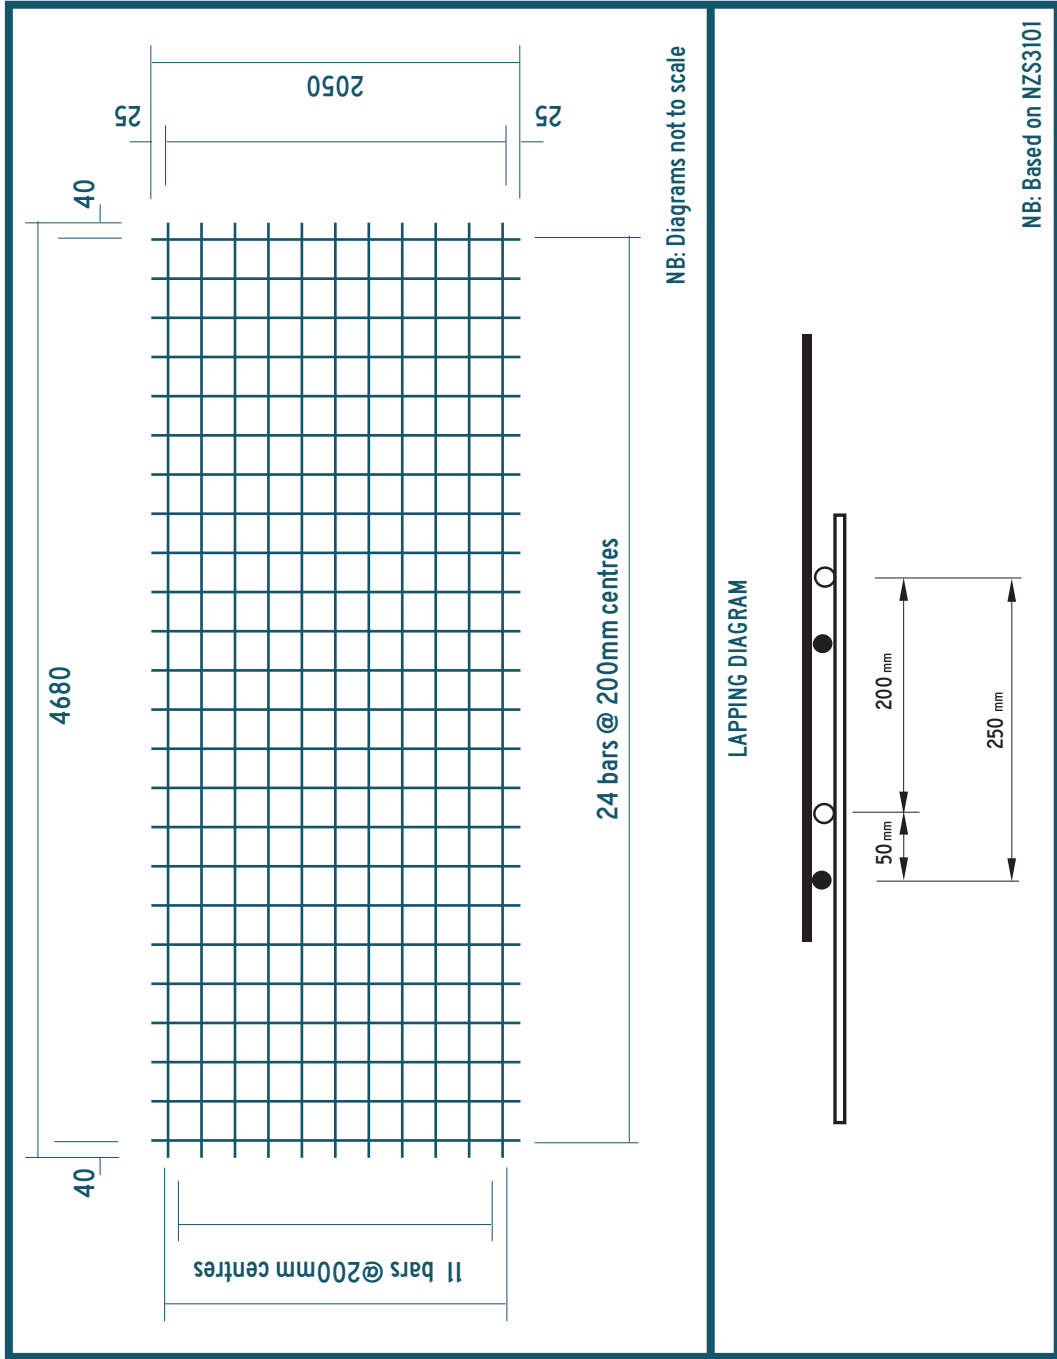 4680
40
40
2050
25
25
11 bars @200mm centres
24 bars @ 200mm centres
NB: Diagrams not to scale
LAPPING DIAGRAM
50 mm
200 mm
250 mm
NB: Based on NZS3101